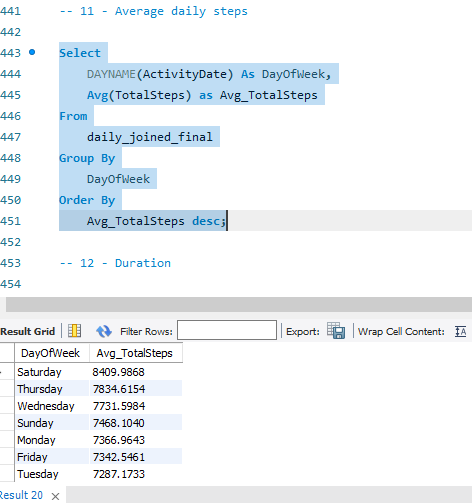 441 -- 11 - Average daily steps
442
443 Select
444 DAYNAME(ActivityDate) As DayOfWeek,
445 Avg(TotalSteps) as Avg_TotalSteps
446 From
447 daily_joined_final
448 Group By
449 DayOfWeek
450 Order By
451 Avg_TotalSteps desc;
452
453 -- 12 - Duration
454
Result Grid Filter Rows: Export: Wrap Cell Content:
DayOfWeek Avg_TotalSteps
Saturday 8409.9868
Thursday 7834.6154
Wednesday 7731.5984
Sunday 7468.1040
Monday 7366.9643
Friday 7342.5461
Tuesday 7287.1733
Result 20